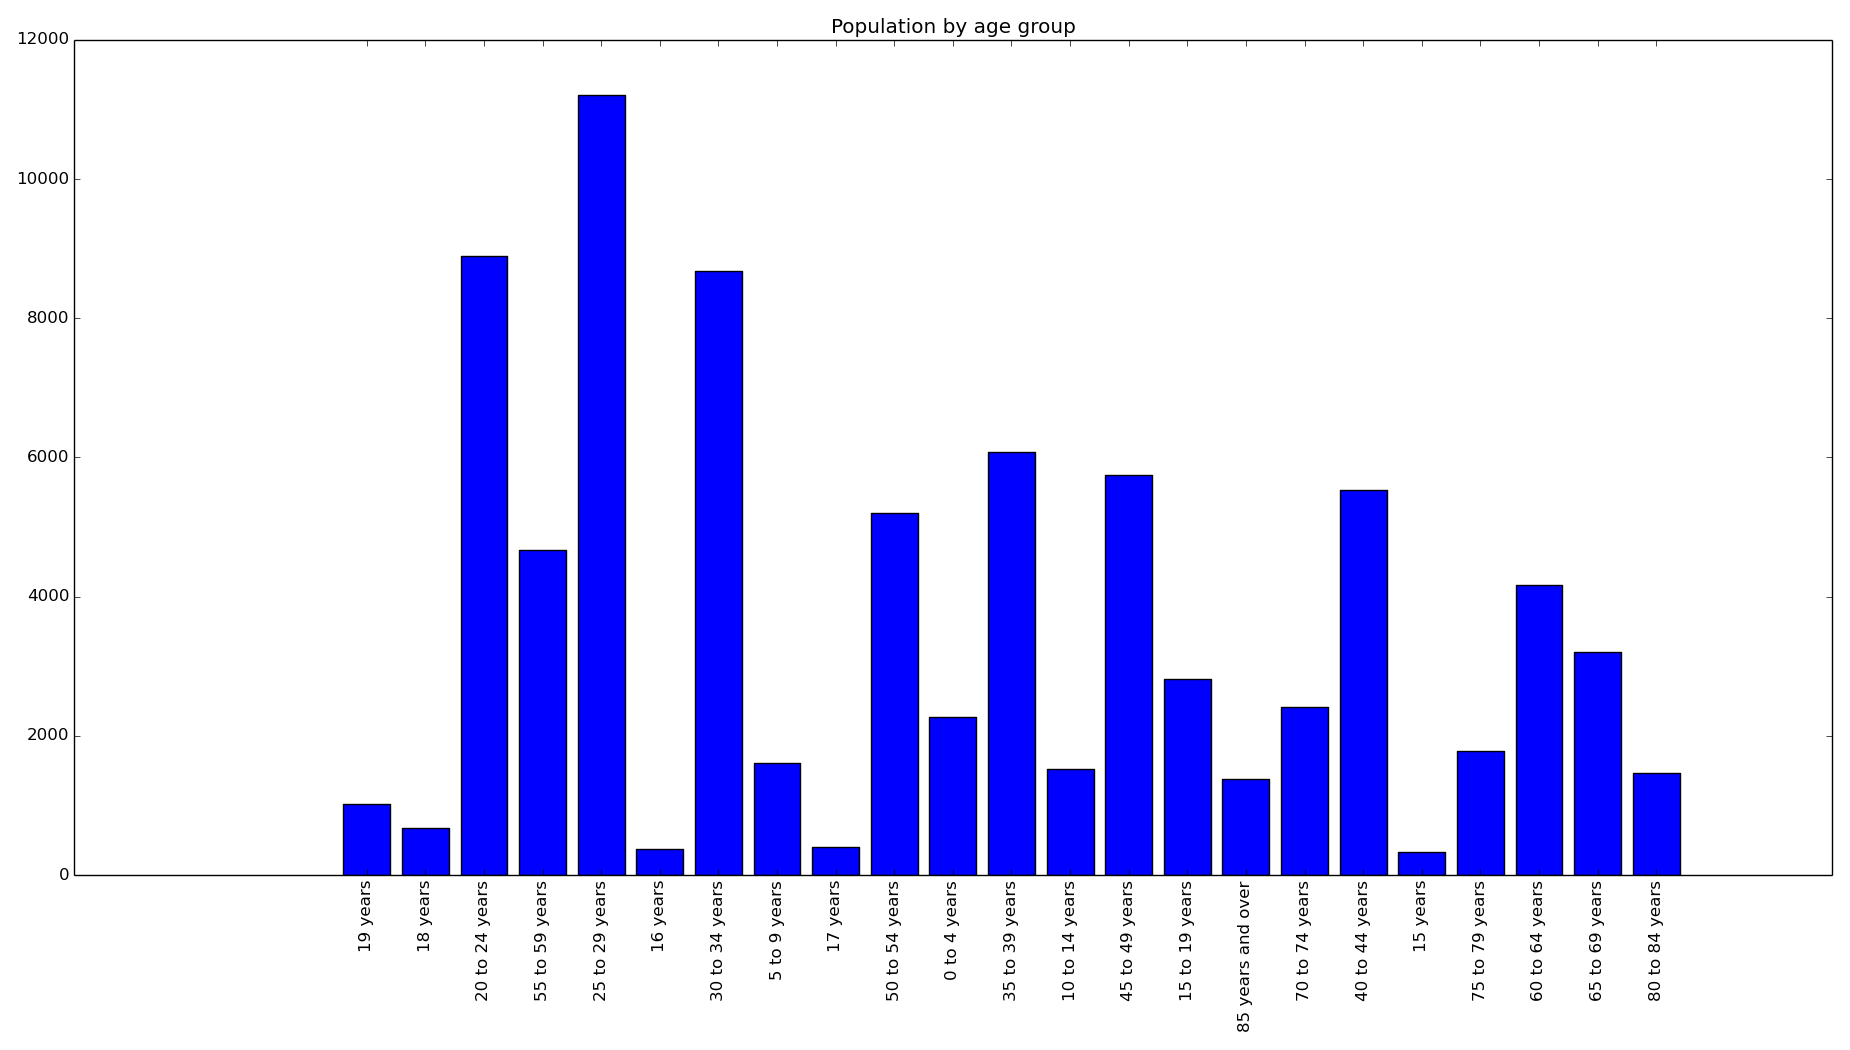 Population by age group
12000
10000
8000
6000
4000
2000
0
19 years
18 years
20 to 24 years
55 to 59 years
25 to 29 years
16 years
30 to 34 years
5 to 9 years
17 years
50 to 54 years
0 to 4 years
35 to 39 years
10 to 14 years
45 to 49 years
15 to 19 years
85 years and over
70 to 74 years
40 to 44 years
15 years
75 to 79 years
60 to 64 years
65 to 69 years
80 to 84 years